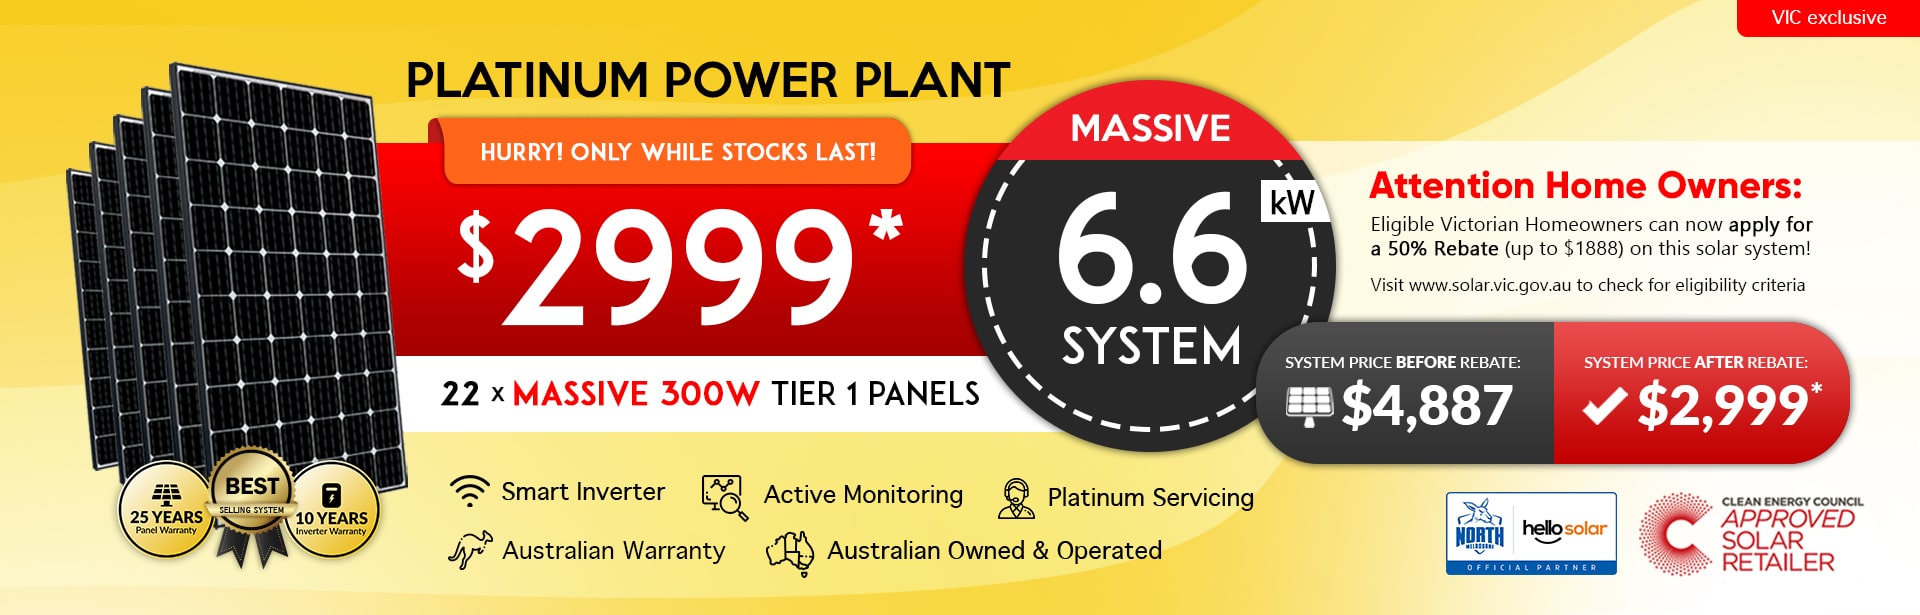 VIC exclusive
PLATINUM POWER PLANT
HURRY! ONLY WHILE STOCKS LAST!
$2999*
22 x MASSIVE 300W TIER 1 PANELS
MASSIVE
6.6 kW
SYSTEM
Attention Home Owners:
Eligible Victorian Homeowners can now apply for
a 50% Rebate (up to $1888) on this solar system!
Visit www.solar.vic.gov.au to check for eligibility criteria
SYSTEM PRICE BEFORE REBATE:
$4,887
SYSTEM PRICE AFTER REBATE:
$2,999*
25 YEARS
Panel Warranty
BEST
SELLING SYSTEM
10 YEARS
Inverter Warranty
Smart Inverter
Active Monitoring
Platinum Servicing
Australian Warranty
Australian Owned & Operated
NORTH
MELBOURNE
hello solar
OFFICIAL PARTNER
CLEAN ENERGY COUNCIL
APPROVED
SOLAR
RETAILER